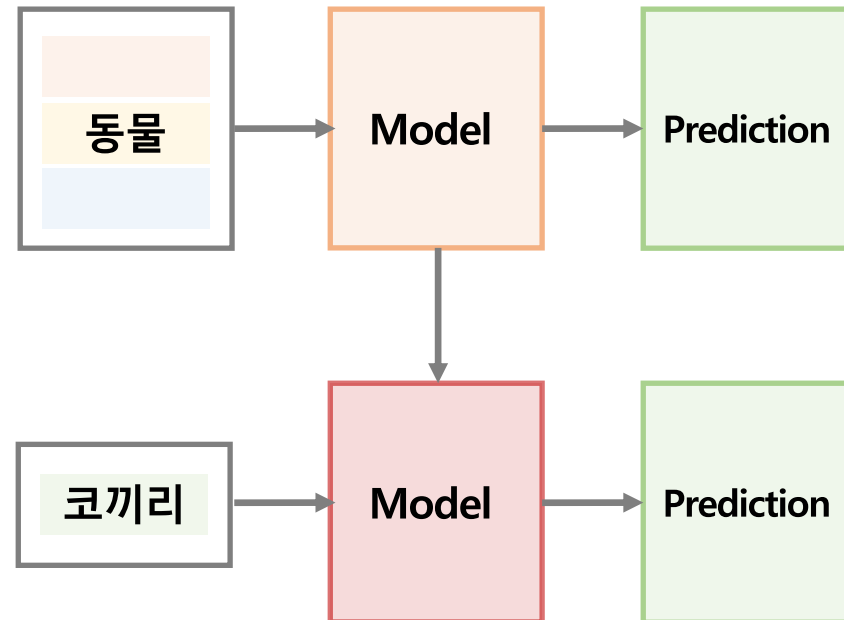 동물
Model
Prediction
코끼리
Model
Prediction